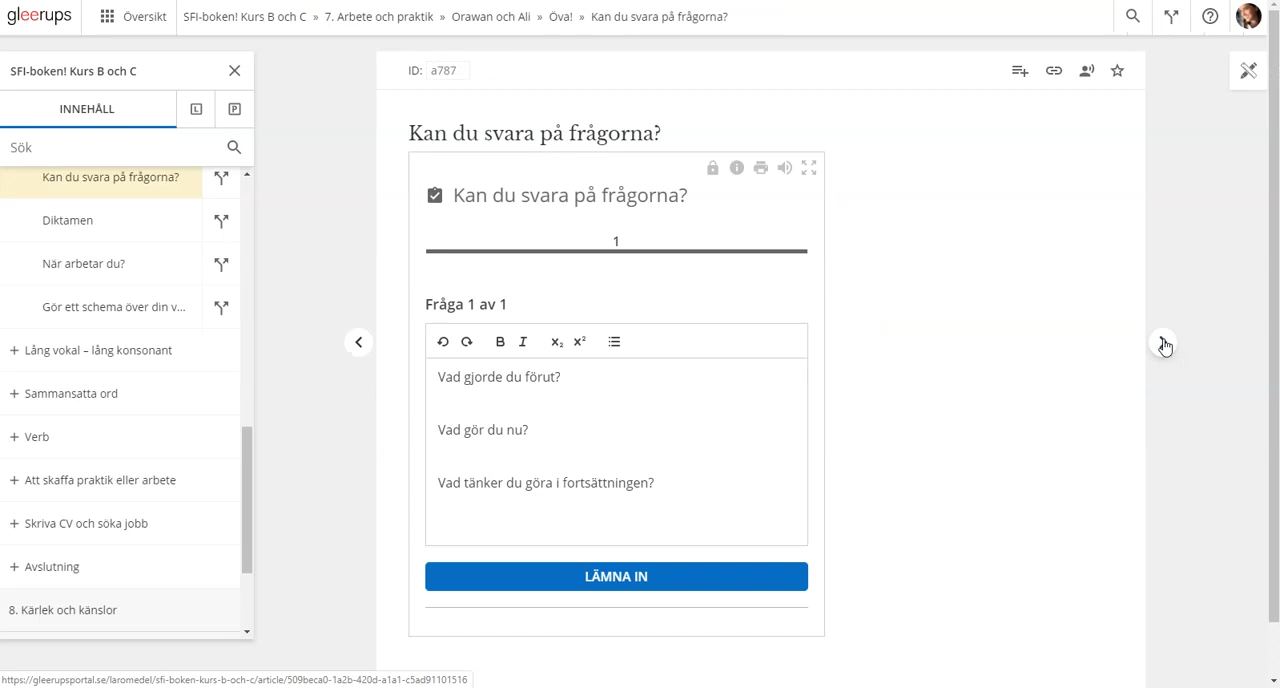 gleerups
Översikt
SFI-boken! Kurs B och C » 7. Arbete och praktik » Orawan och Ali » Öva! » Kan du svara på frågorna?
SFI-boken! Kurs B och C
INNEHÅLL
L
P
Sök
Kan du svara på frågorna?
Diktamen
När arbetar du?
Gör ett schema över din v...
+ Lång vokal – lång konsonant
+ Sammansatta ord
+ Verb
+ Att skaffa praktik eller arbete
+ Skriva CV och söka jobb
+ Avslutning
8. Kärlek och känslor
ID: a787
Kan du svara på frågorna?
Kan du svara på frågorna?
1
Fråga 1 av 1
B I x₂ x²
Vad gjorde du förut?
Vad gör du nu?
Vad tänker du göra i fortsättningen?
LÄMNA IN
https://gleerupsportal.se/laromedel/sfi-boken-kurs-b-och-c/article/509beca0-1a2b-420d-a1a1-c5ad91101516